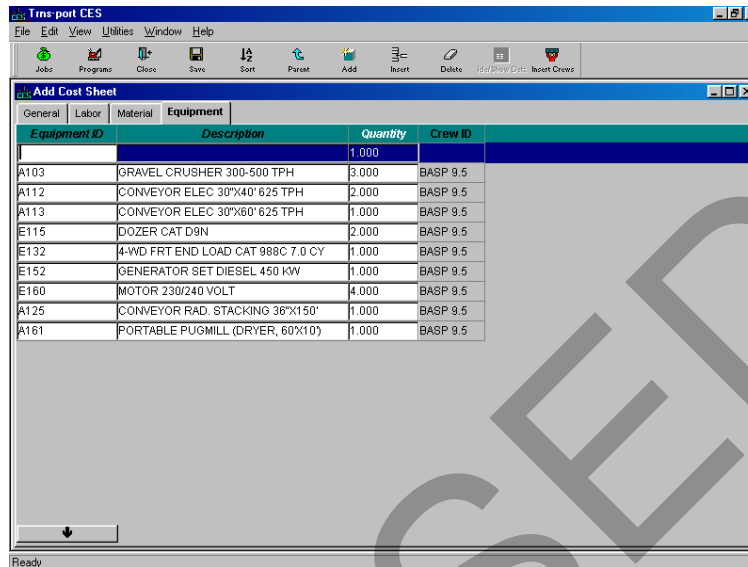 Trns·port CES
File Edit View Utilities Window Help
Jobs Programs Close Save Sort Parent Add Insert Delete Insert Crews
Add Cost Sheet
General Labor Material Equipment
Equipment ID Description Quantity Crew ID
1.000
A103 GRAVEL CRUSHER 300-500 TPH 3.000 BASP 9.5
A112 CONVEYOR ELEC 30"X40' 625 TPH 2.000 BASP 9.5
A113 CONVEYOR ELEC 30"X60' 625 TPH 1.000 BASP 9.5
E115 DOZER CAT D9N 2.000 BASP 9.5
E132 4-WD FRT END LOAD CAT 988C 7.0 CY 1.000 BASP 9.5
E152 GENERATOR SET DIESEL 450 KW 1.000 BASP 9.5
E160 MOTOR 230/240 VOLT 4.000 BASP 9.5
A125 CONVEYOR RAD. STACKING 36"X150' 1.000 BASP 9.5
A161 PORTABLE PUGMILL (DRYER, 60'X10') 1.000 BASP 9.5
Ready